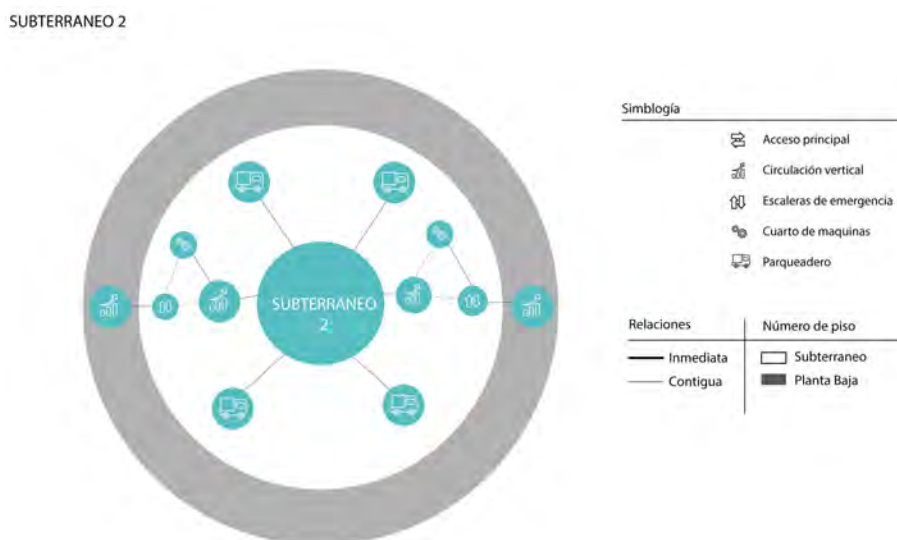 SUBTERRANEO 2
SUBTERRANEO
2
Simblogía
Acceso principal
Circulación vertical
Escaleras de emergencia
Cuarto de maquinas
Parqueadero
Relaciones
Inmediata
Contigua
Número de piso
Subterraneo
Planta Baja